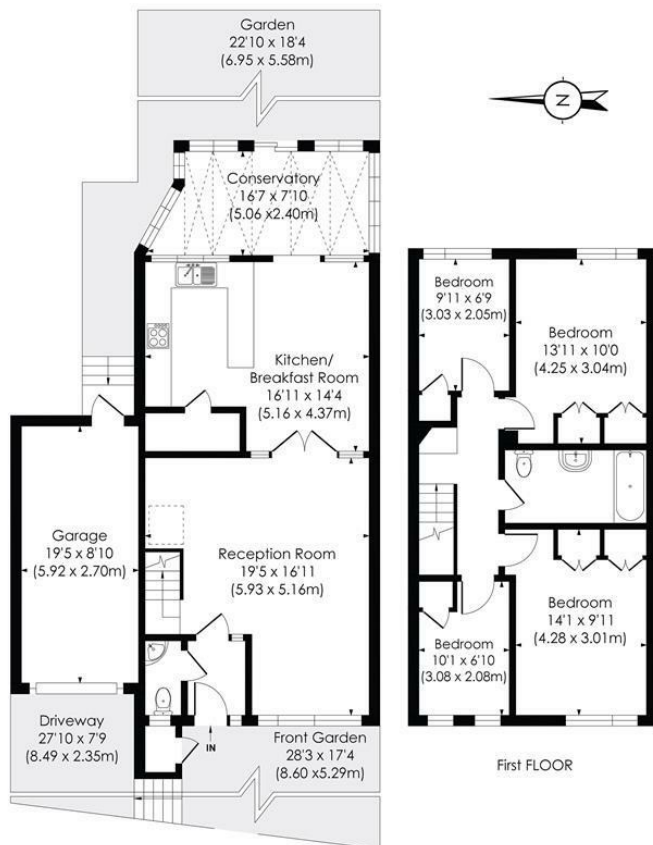 Garden
22'10 x 18'4
(6.95 x 5.58m)
N
Conservatory
16'7 x 7'10
(5.06 x2.40m)
Kitchen/
Breakfast Room
16'11 x 14'4
(5.16 x 4.37m)
Garage
19'5 x 8'10
(5.92 x 2.70m)
Reception Room
19'5 x 16'11
(5.93 x 5.16m)
Driveway
27'10 x 7'9
(8.49 x 2.35m)
IN
Front Garden
28'3 x 17'4
(8.60 x5.29m)
Bedroom
9'11 x 6'9
(3.03 x 2.05m)
Bedroom
13'11 x 10'0
(4.25 x 3.04m)
Bedroom
14'1 x 9'11
(4.28 x 3.01m)
Bedroom
10'1 x 6'10
(3.08 x 2.08m)
First FLOOR